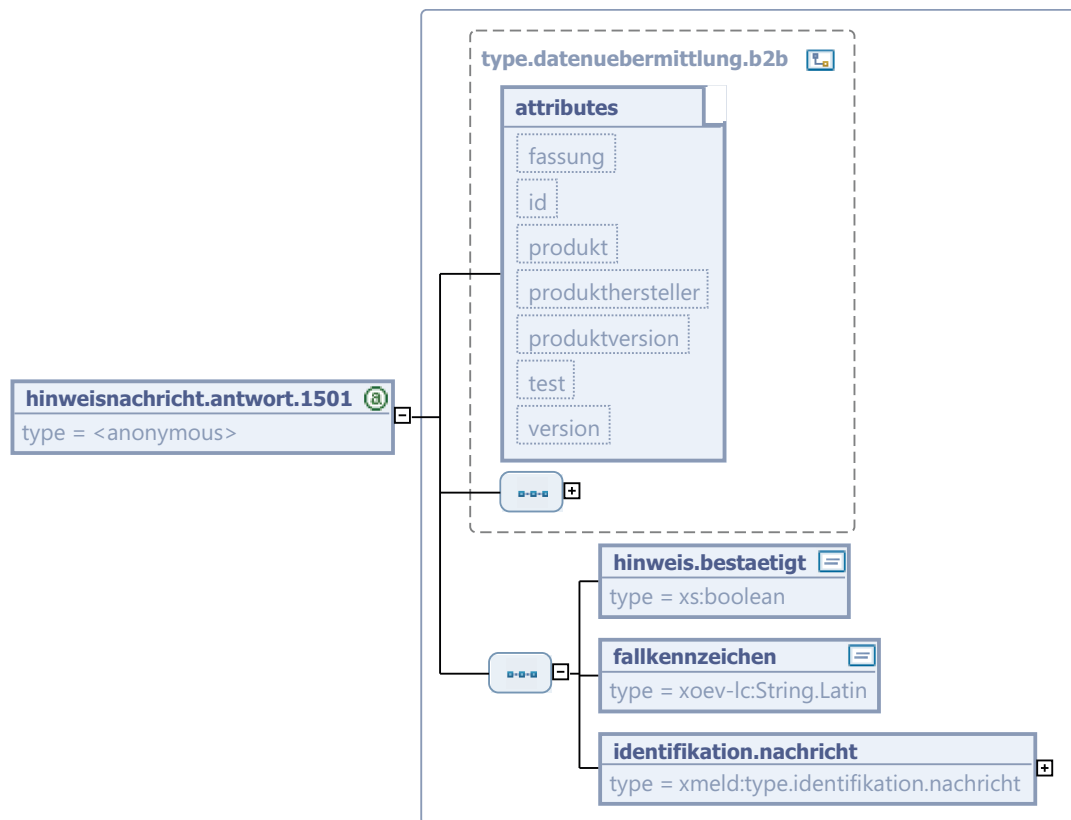 type.datenuebermittlung.b2b
attributes
fassung
id
produkt
produkthersteller
produktversion
test
version
hinweisnachricht.antwort.1501
type = <anonymous>
hinweis.bestaetigt
type = xs:boolean
fallkennzeichen
type = xoev-lc:String.Latin
identifikation.nachricht
type = xmeld:type.identifikation.nachricht